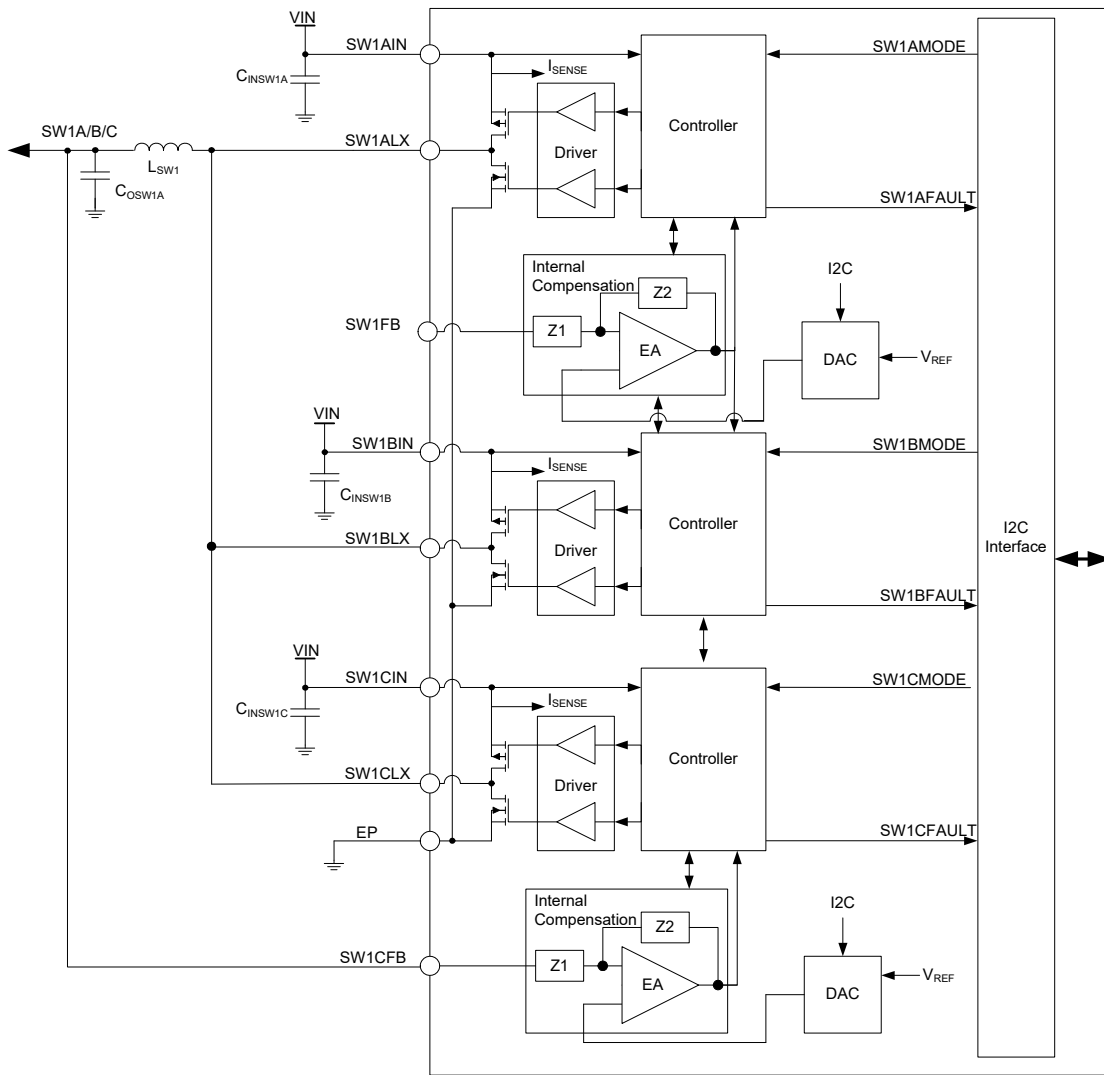 VIN
SW1AIN
SW1AMODE
ISENSE
CINSW1A
Controller
SW1A/B/C
SW1ALX
Driver
LSW1
COSW1A
SW1AFAULT
Internal
Compensation
I2C
Z2
SW1FB
Z1
EA
DAC
VREF
VIN
SW1BIN
SW1BMODE
ISENSE
CINSW1B
Controller
I2C
Interface
SW1BLX
Driver
SW1BFAULT
VIN
SW1CIN
SW1CMODE
ISENSE
CINSW1C
Controller
SW1CLX
Driver
EP
SW1CFAULT
Internal
Compensation
I2C
Z2
SW1CFB
Z1
EA
DAC
VREF